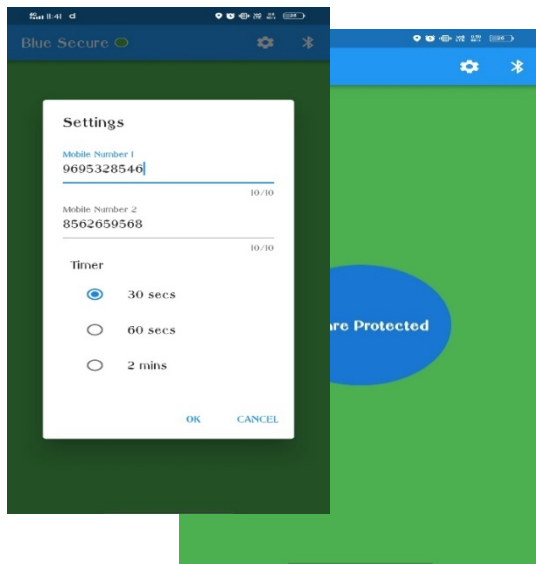 11:41
Blue Secure
Settings
Mobile Number 1
9695328546
10/10
Mobile Number 2
8562659568
10/10
Timer
30 secs
60 secs
2 mins
OK CANCEL
are Protected